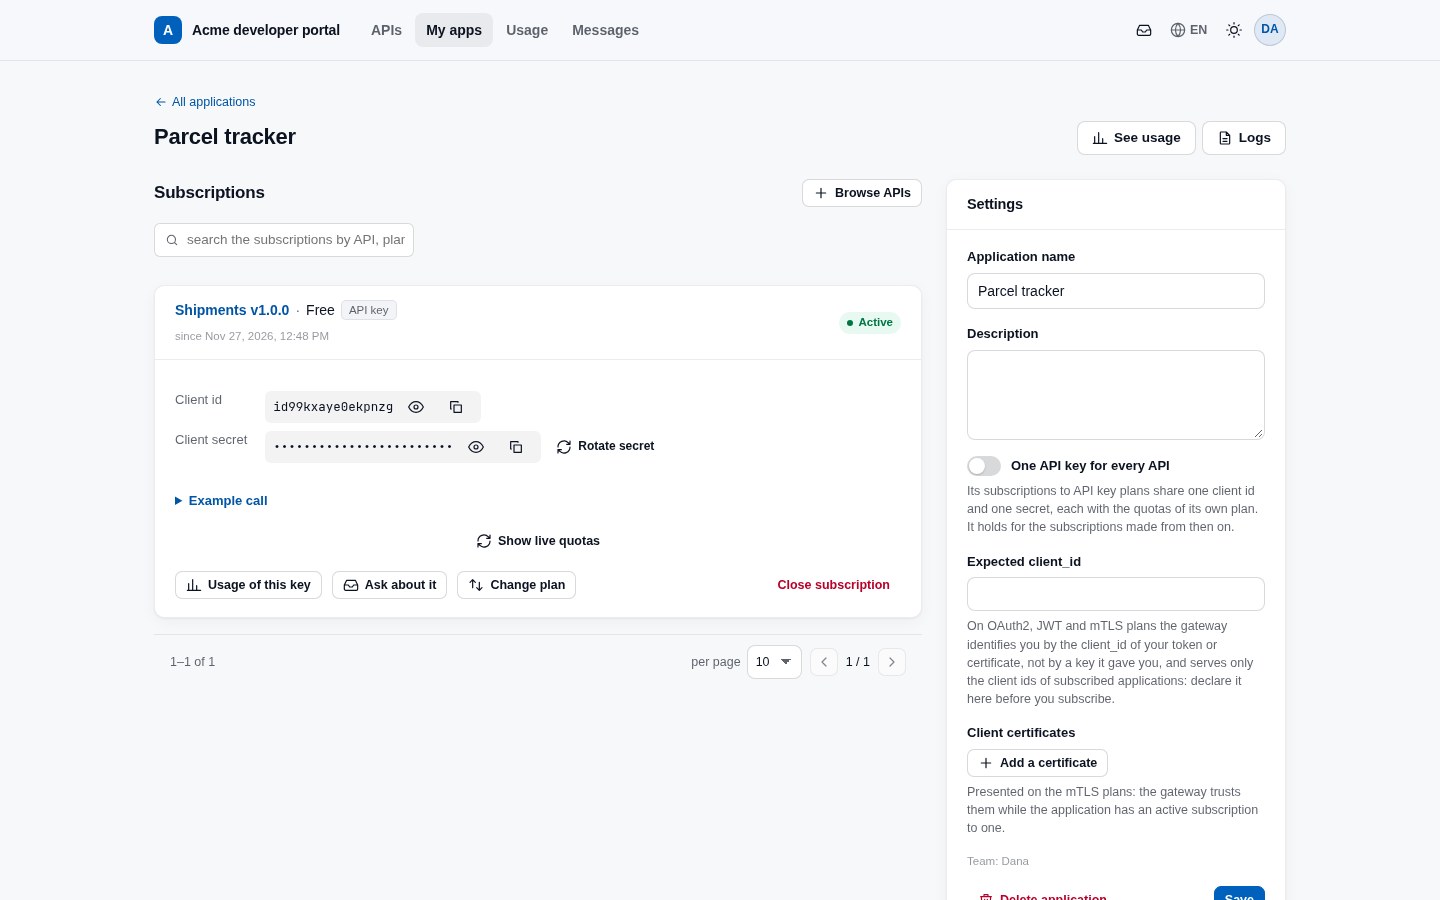 A Acme developer portal APIs My apps Usage Messages EN DA
All applications
Parcel tracker
See usage Logs
Subscriptions
Browse APIs
search the subscriptions by API, plan
Shipments v1.0.0 · Free API key
since Nov 27, 2026, 12:48 PM
Active
Client id id99kxaye0ekpnzg
Client secret •••••••••••••••••••••••• Rotate secret
Example call
Show live quotas
Usage of this key Ask about it Change plan Close subscription
1–1 of 1 per page 10 1 / 1
Settings
Application name
Parcel tracker
Description
One API key for every API
Its subscriptions to API key plans share one client id
and one secret, each with the quotas of its own plan.
It holds for the subscriptions made from then on.
Expected client_id
On OAuth2, JWT and mTLS plans the gateway
identifies you by the client_id of your token or
certificate, not by a key it gave you, and serves only
the client ids of subscribed applications: declare it
here before you subscribe.
Client certificates
Add a certificate
Presented on the mTLS plans: the gateway trusts
them while the application has an active subscription
to one.
Team: Dana
Delete application Save